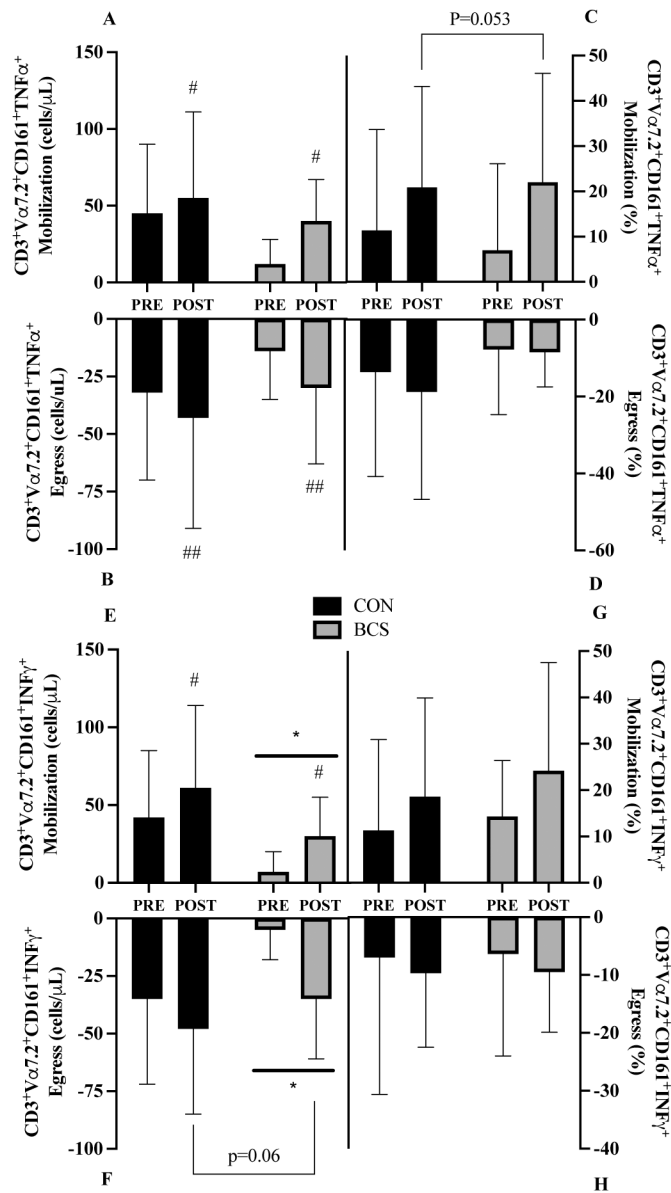 A
P=0.053
C
CD3+Vα7.2+CD161+TNFα+
Mobilization (cells/μL)
150
100
50
0
#
#
50
40
30
20
10
0
CD3+Vα7.2+CD161+TNFα+
Mobilization (%)
PRE POST PRE POST PRE POST PRE POST
CD3+Vα7.2+CD161+TNFα+
Egress (cells/uL)
0
-25
-50
-75
-100
##
##
0
-20
-40
-60
CD3+Vα7.2+CD161+TNFα+
Egress (%)
B
D
CON
BCS
E
G
CD3+Vα7.2+CD161+INFγ+
Mobilization (cells/μL)
150
100
50
0
#
*
#
50
40
30
20
10
0
CD3+Vα7.2+CD161+INFγ+
Mobilization (%)
PRE POST PRE POST PRE POST PRE POST
CD3+Vα7.2+CD161+INFγ+
Egress (cells/μL)
0
-25
-50
-75
-100
*
p=0.06
0
-10
-20
-30
-40
CD3+Vα7.2+CD161+INFγ+
Egress (%)
F
H